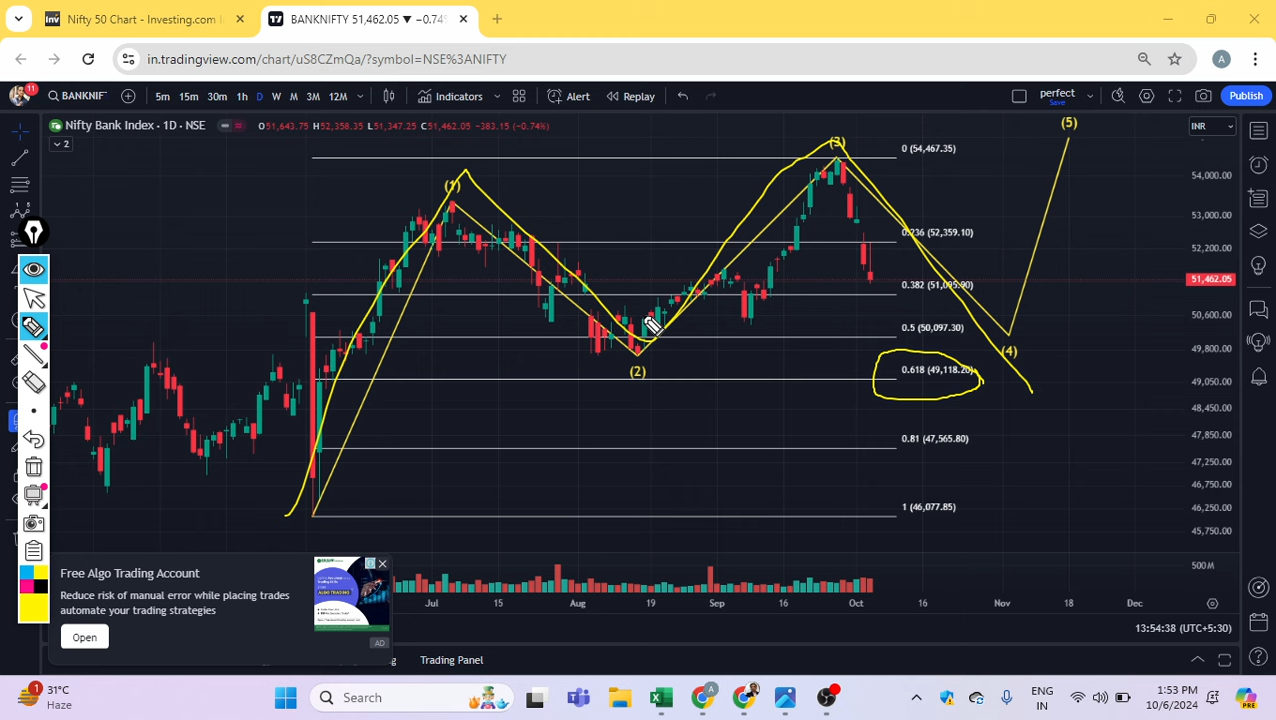 Nifty 50 Chart - Investing.com I
BANKNIFTY 51,462.05 ▼ −0.74%
in.tradingview.com/chart/uS8CZmQa/?symbol=NSE%3ANIFTY
A
11
BANKNIF
5m 15m 30m 1h D W M 3M 12M
Indicators
Alert
Replay
perfect
Save
Publish
Nifty Bank Index · 1D · NSE
O51,643.75 H52,358.35 L51,347.25 C51,462.05 −383.15 (−0.74%)
INR
2
(1)
(2)
(3)
(4)
(5)
0 (54,467.35)
0.236 (52,359.10)
0.382 (51,095.90)
0.5 (50,097.30)
0.618 (49,118.20)
0.81 (47,565.80)
1 (46,077.85)
54,000.00
53,000.00
52,200.00
51,462.05
50,600.00
49,800.00
49,050.00
48,450.00
47,850.00
47,250.00
46,750.00
46,250.00
45,750.00
500 M
Free Algo Trading Account
Reduce risk of manual error while placing trades
automate your trading strategies
Open
ALGO TRADING
AD
Jul 15 Aug 19 Sep 16 Oct 16 Nov 18 Dec
13:54:38 (UTC+5:30)
Trading Panel
1
31°C
Haze
Search
ENG
IN
1:53 PM
10/6/2024
PRE